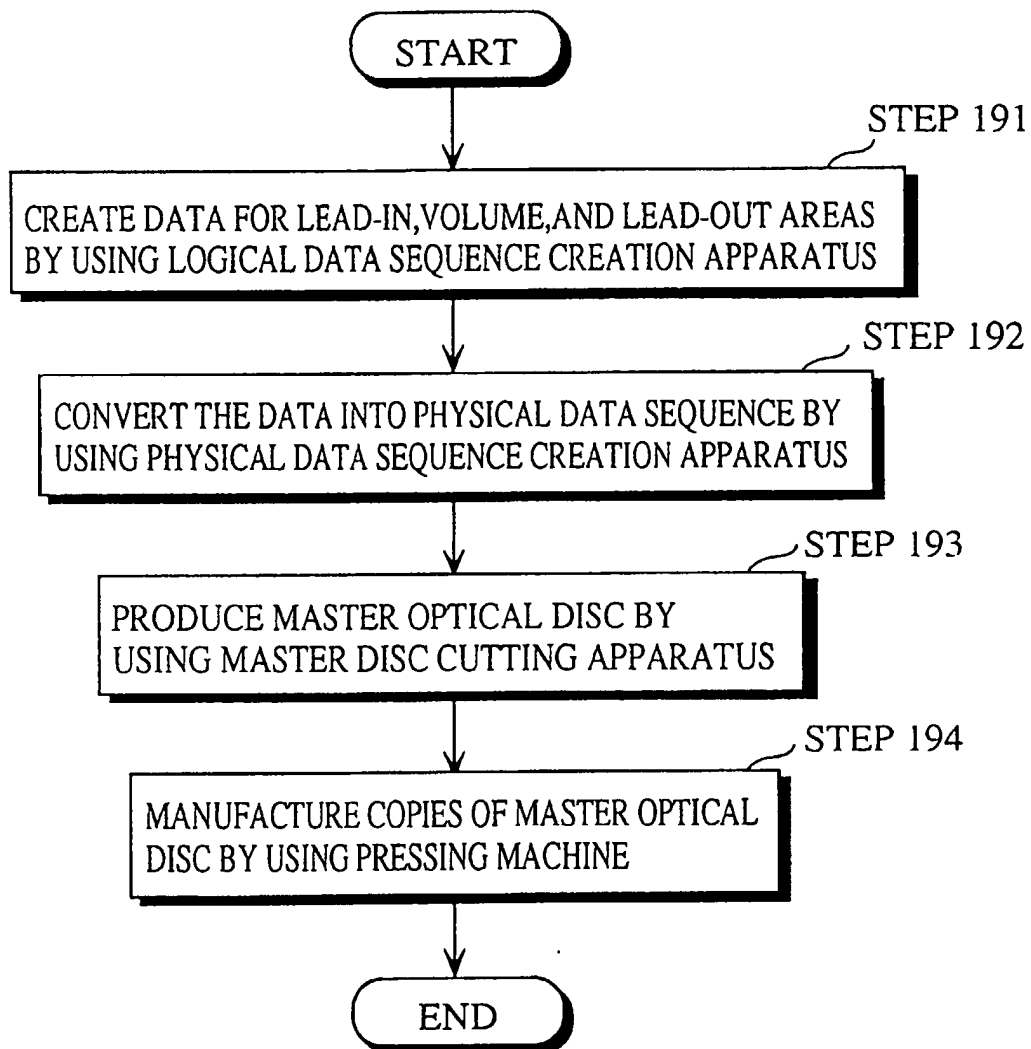 START
STEP 191
CREATE DATA FOR LEAD-IN,VOLUME,AND LEAD-OUT AREAS
BY USING LOGICAL DATA SEQUENCE CREATION APPARATUS
STEP 192
CONVERT THE DATA INTO PHYSICAL DATA SEQUENCE BY
USING PHYSICAL DATA SEQUENCE CREATION APPARATUS
STEP 193
PRODUCE MASTER OPTICAL DISC BY
USING MASTER DISC CUTTING APPARATUS
STEP 194
MANUFACTURE COPIES OF MASTER OPTICAL
DISC BY USING PRESSING MACHINE
END